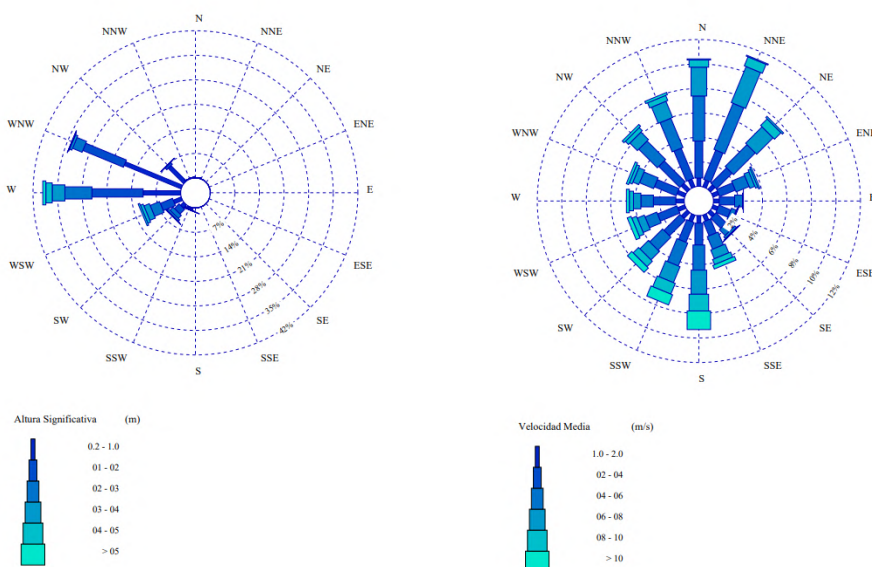 N
NNW
NNE
NW
NE
WNW
ENE
W
E
WSW
ESE
SW
SE
SSW
SSE
S
7%
14%
21%
28%
35%
42%
Altura Significativa (m)
0.2 - 1.0
01 - 02
02 - 03
03 - 04
04 - 05
> 05
N
NNW
NNE
NW
NE
WNW
ENE
W
E
WSW
ESE
SW
SE
SSW
SSE
S
2%
4%
6%
8%
10%
12%
Velocidad Media (m/s)
1.0 - 2.0
02 - 04
04 - 06
06 - 08
08 - 10
> 10